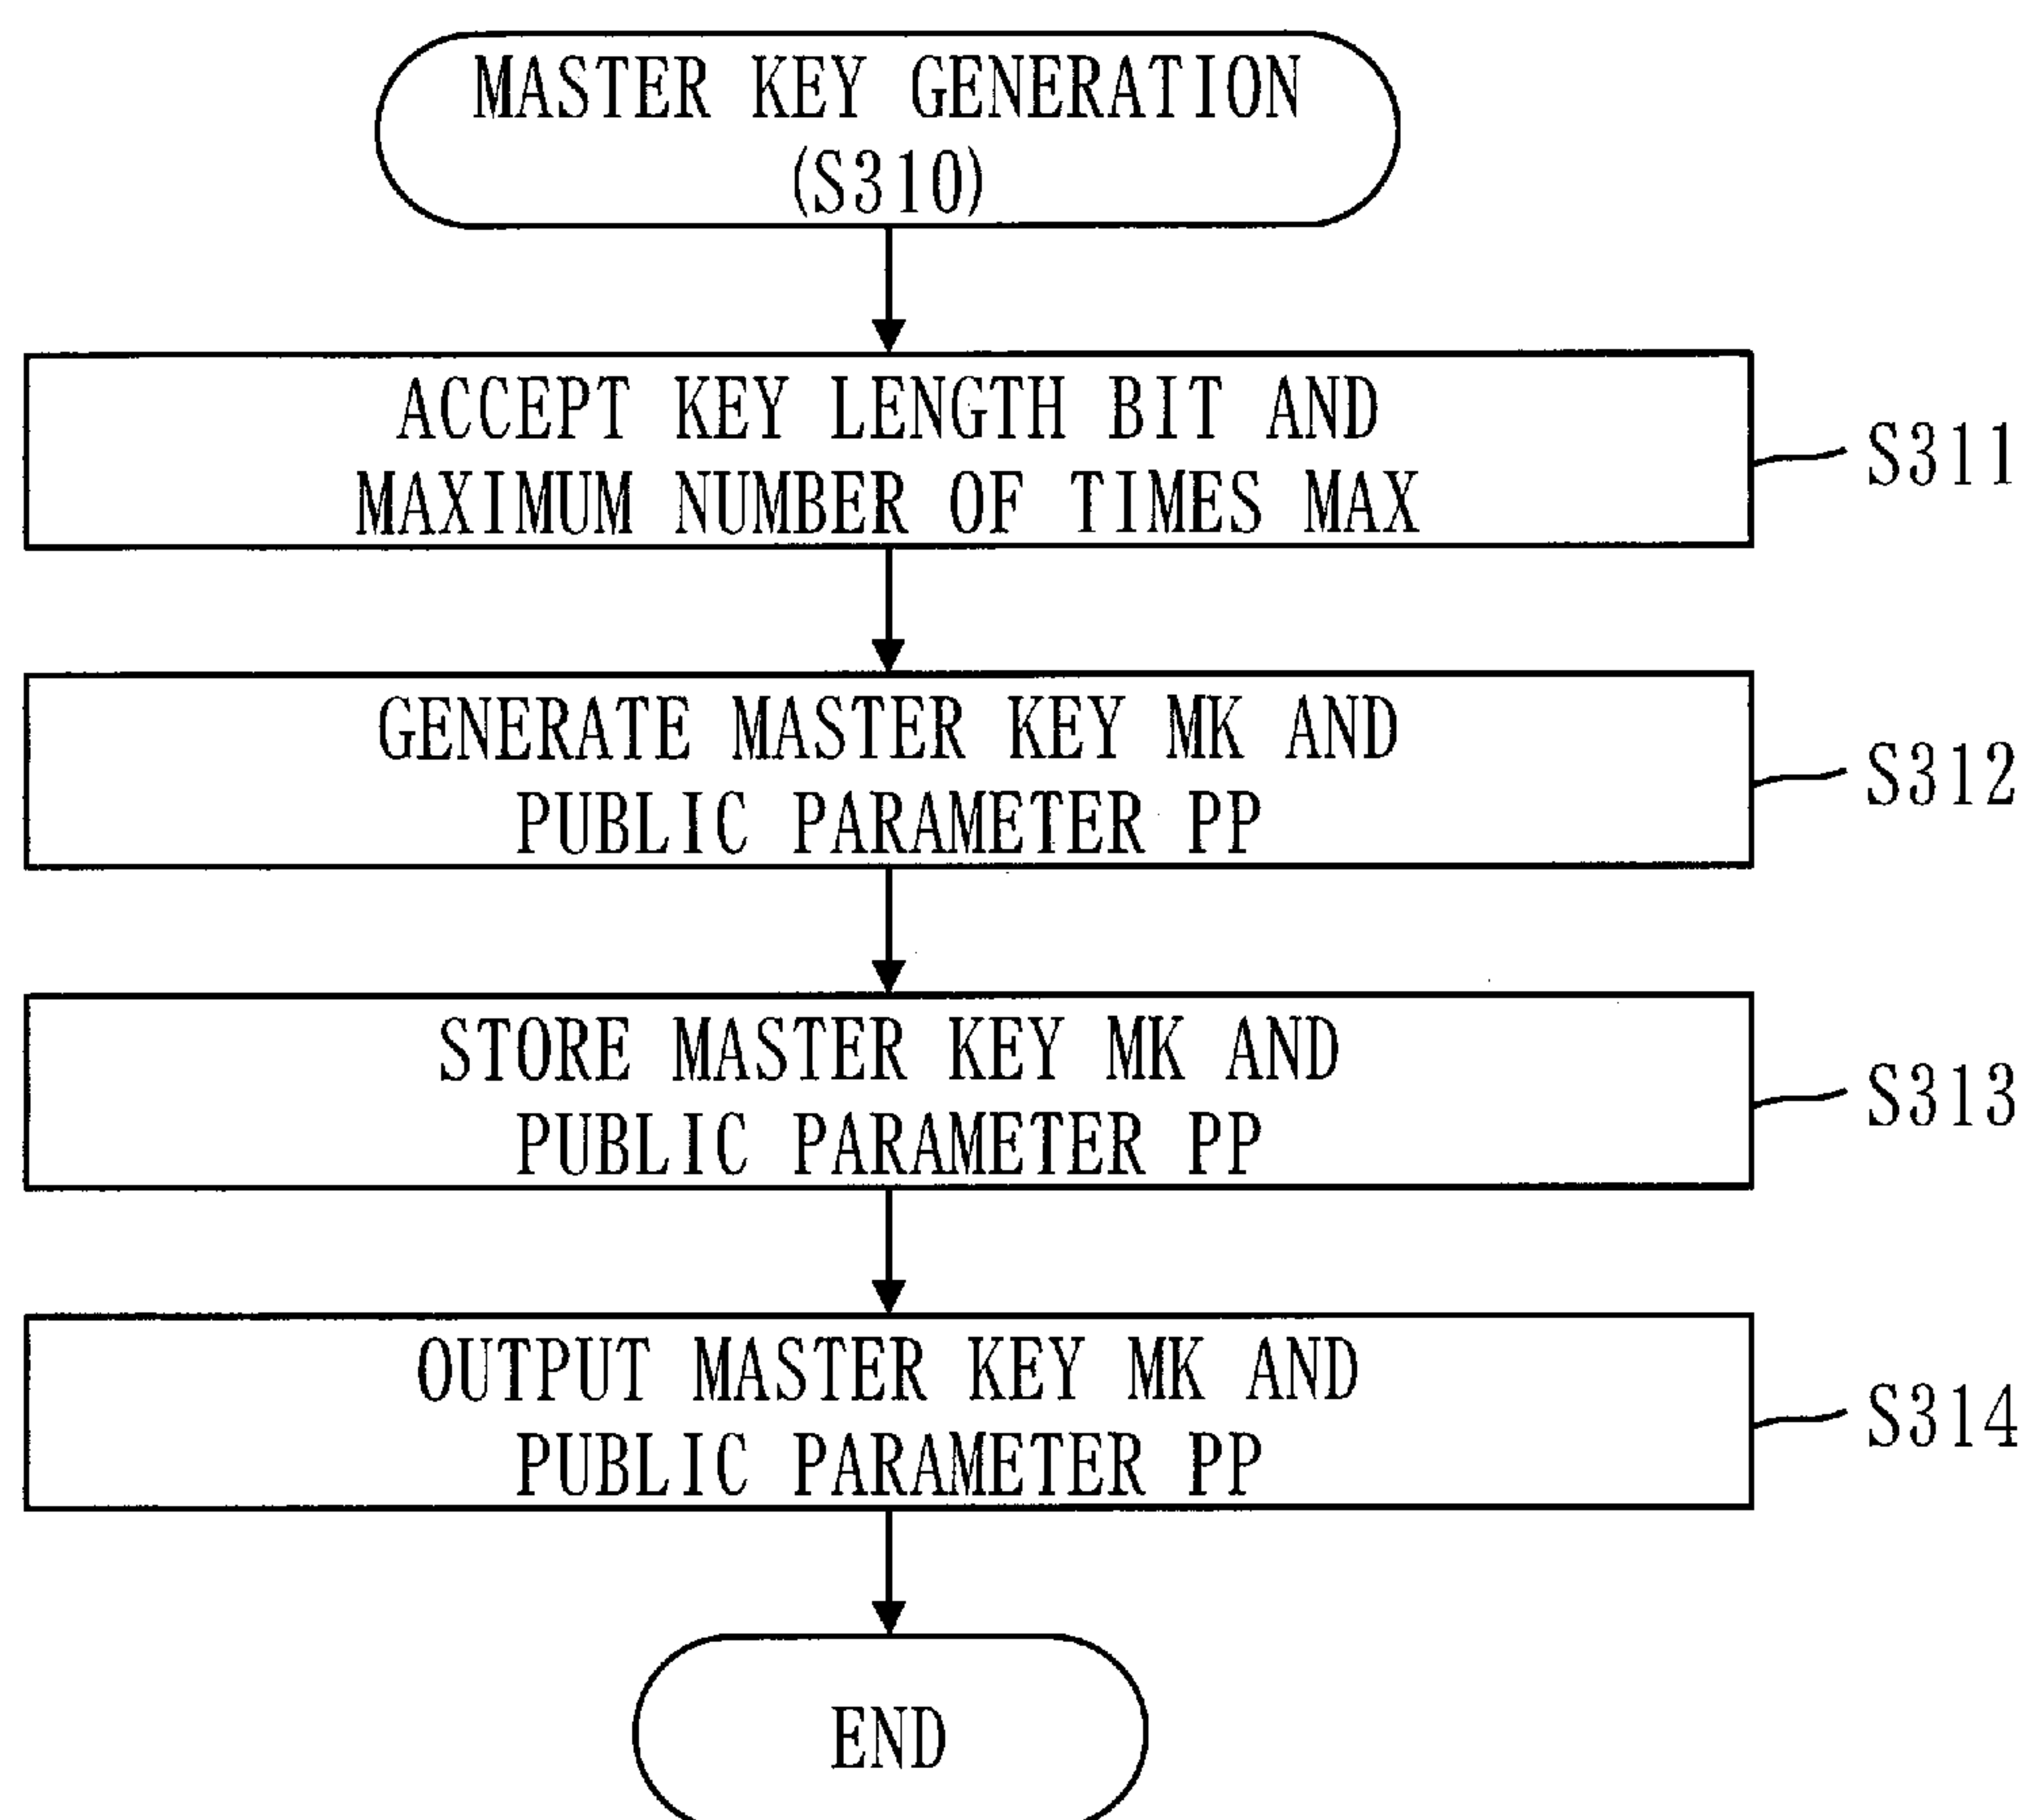 MASTER KEY GENERATION
(S310)
ACCEPT KEY LENGTH BIT AND
MAXIMUM NUMBER OF TIMES MAX
S311
GENERATE MASTER KEY MK AND
PUBLIC PARAMETER PP
S312
STORE MASTER KEY MK AND
PUBLIC PARAMETER PP
S313
OUTPUT MASTER KEY MK AND
PUBLIC PARAMETER PP
S314
END